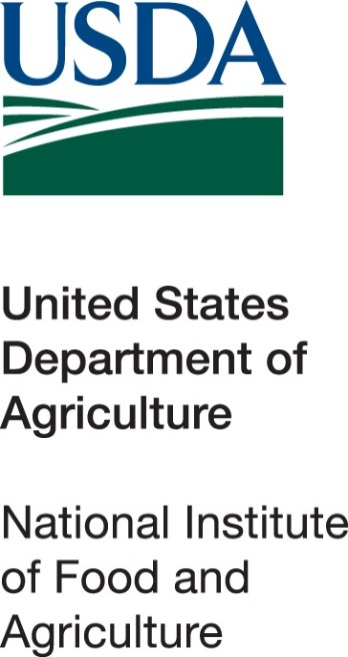 USDA
United States
Department of
Agriculture
National Institute
of Food and
Agriculture